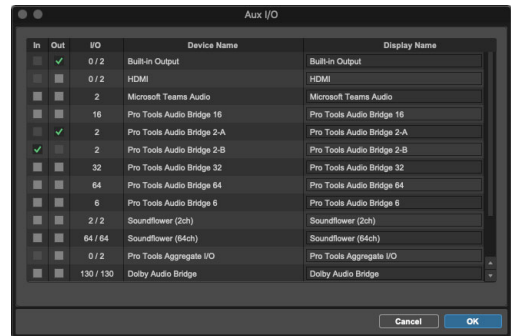 Aux I/O
In Out I/O Device Name Display Name
0 / 2 Built-in Output Built-in Output
0 / 2 HDMI HDMI
2 Microsoft Teams Audio Microsoft Teams Audio
16 Pro Tools Audio Bridge 16 Pro Tools Audio Bridge 16
2 Pro Tools Audio Bridge 2-A Pro Tools Audio Bridge 2-A
2 Pro Tools Audio Bridge 2-B Pro Tools Audio Bridge 2-B
32 Pro Tools Audio Bridge 32 Pro Tools Audio Bridge 32
64 Pro Tools Audio Bridge 64 Pro Tools Audio Bridge 64
6 Pro Tools Audio Bridge 6 Pro Tools Audio Bridge 6
2 / 2 Soundflower (2ch) Soundflower (2ch)
64 / 64 Soundflower (64ch) Soundflower (64ch)
0 / 2 Pro Tools Aggregate I/O Pro Tools Aggregate I/O
130 / 130 Dolby Audio Bridge Dolby Audio Bridge
Cancel OK